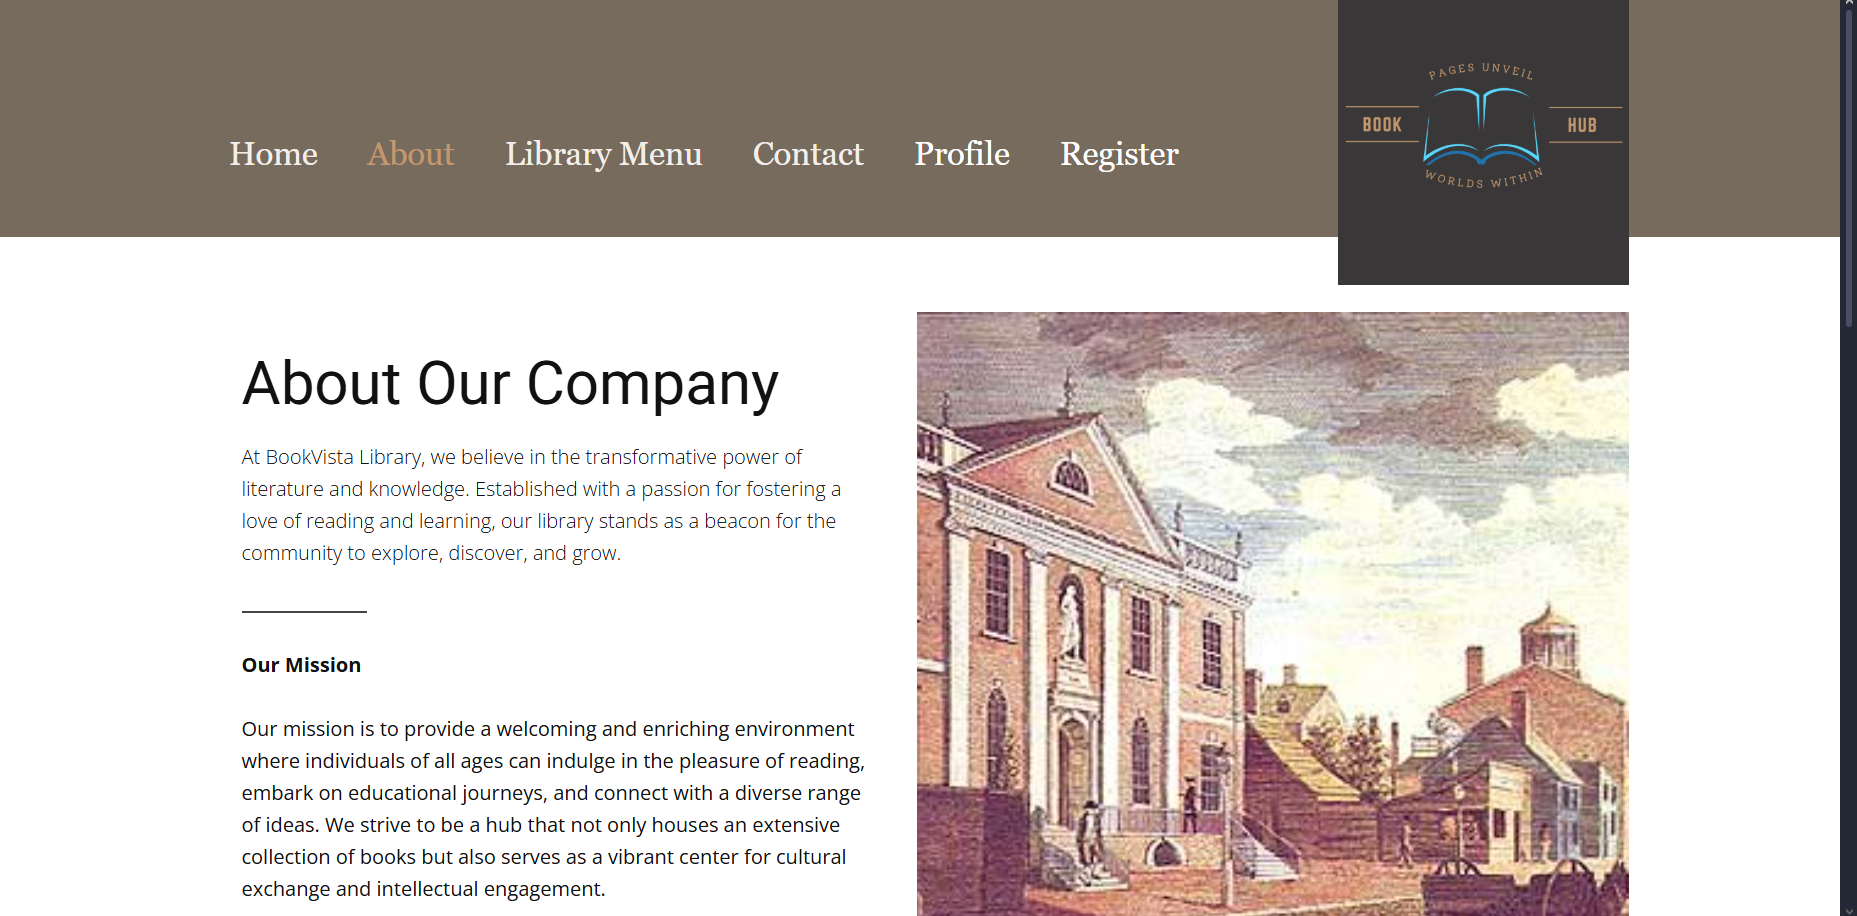 Home About Library Menu Contact Profile Register
PAGES UNVEIL
BOOK HUB
WORLDS WITHIN
About Our Company
At BookVista Library, we believe in the transformative power of
literature and knowledge. Established with a passion for fostering a
love of reading and learning, our library stands as a beacon for the
community to explore, discover, and grow.
Our Mission
Our mission is to provide a welcoming and enriching environment
where individuals of all ages can indulge in the pleasure of reading,
embark on educational journeys, and connect with a diverse range
of ideas. We strive to be a hub that not only houses an extensive
collection of books but also serves as a vibrant center for cultural
exchange and intellectual engagement.